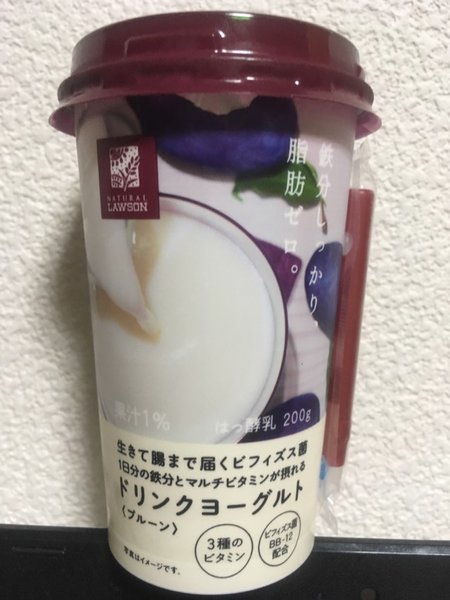 鉄分しっかり、
脂肪ゼロ。
NATURAL
LAWSON
果汁1%
はっ酵乳 200g
生きて腸まで届くビフィズス菌
1日分の鉄分とマルチビタミンが摂れる
ドリンクヨーグルト
〈プルーン〉
3種の
ビタミン
ビフィズス菌
BB-12
配合
写真はイメージです。